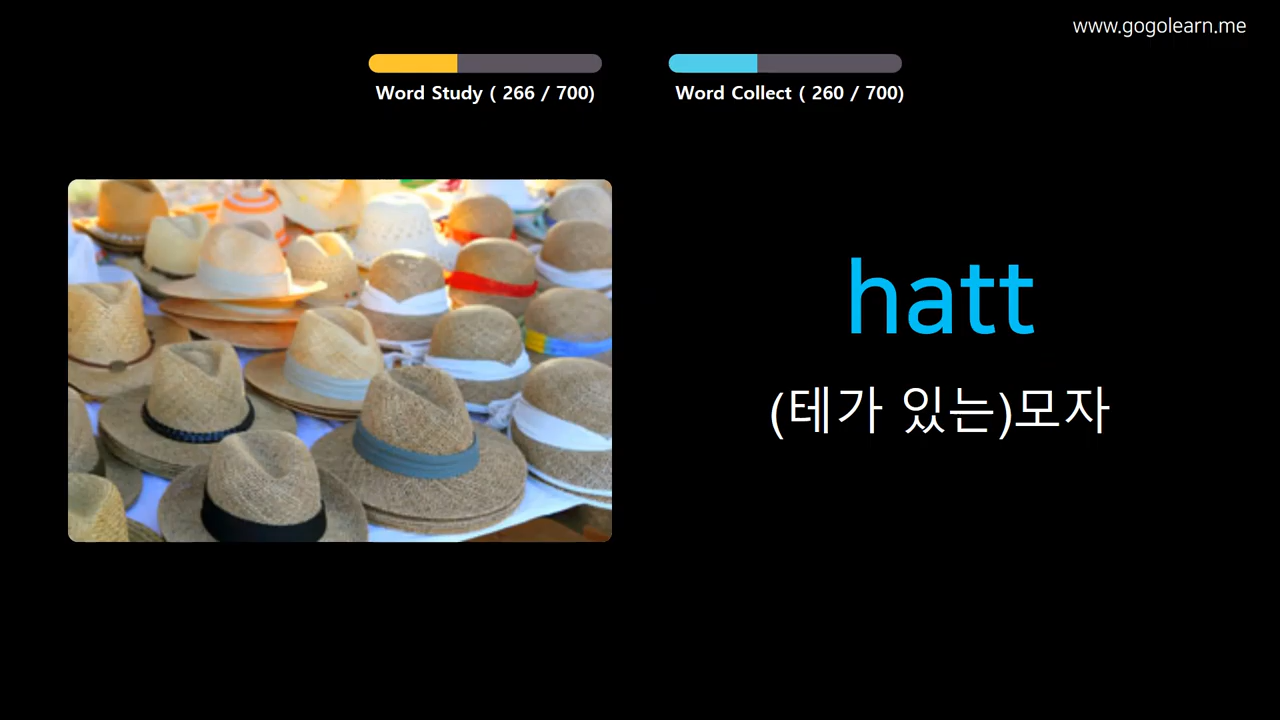 www.gogolearn.me
Word Study ( 266 / 700)
Word Collect ( 260 / 700)
hatt
(테가 있는)모자